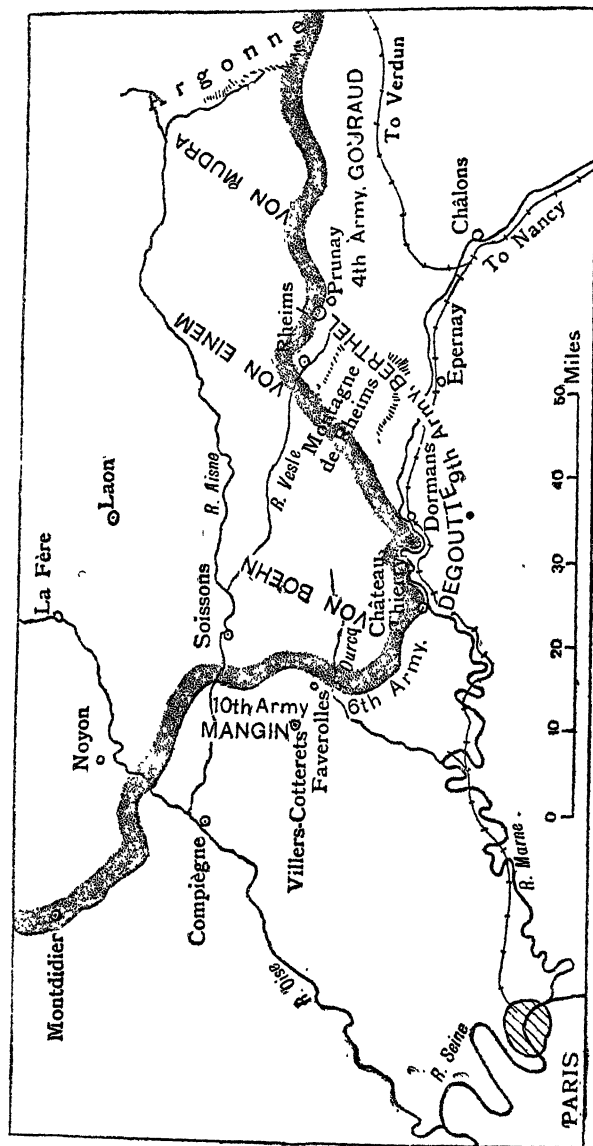 Montdidier
Noyon
La Fère
Laon
Compiègne
Soissons
R. Aisne
VON EINEM
VON MUDRA
Argonne
R. Oise
Villers-Cotterets
Faverolles
10th Army
MANGIN
6th Army.
DEGOUTTE
Ourcq
VON BOEHN
Château
Thierry
R. Vesle
Rheims
Montagne
de Rheims
Prunay
4th Army, GOURAUD
BERTHELOT
Dormans
9th Army.
Epernay
Châlons
To Verdun
To Nancy
R. Marne
R. Seine
PARIS
0 10 20 30 40 50 Miles